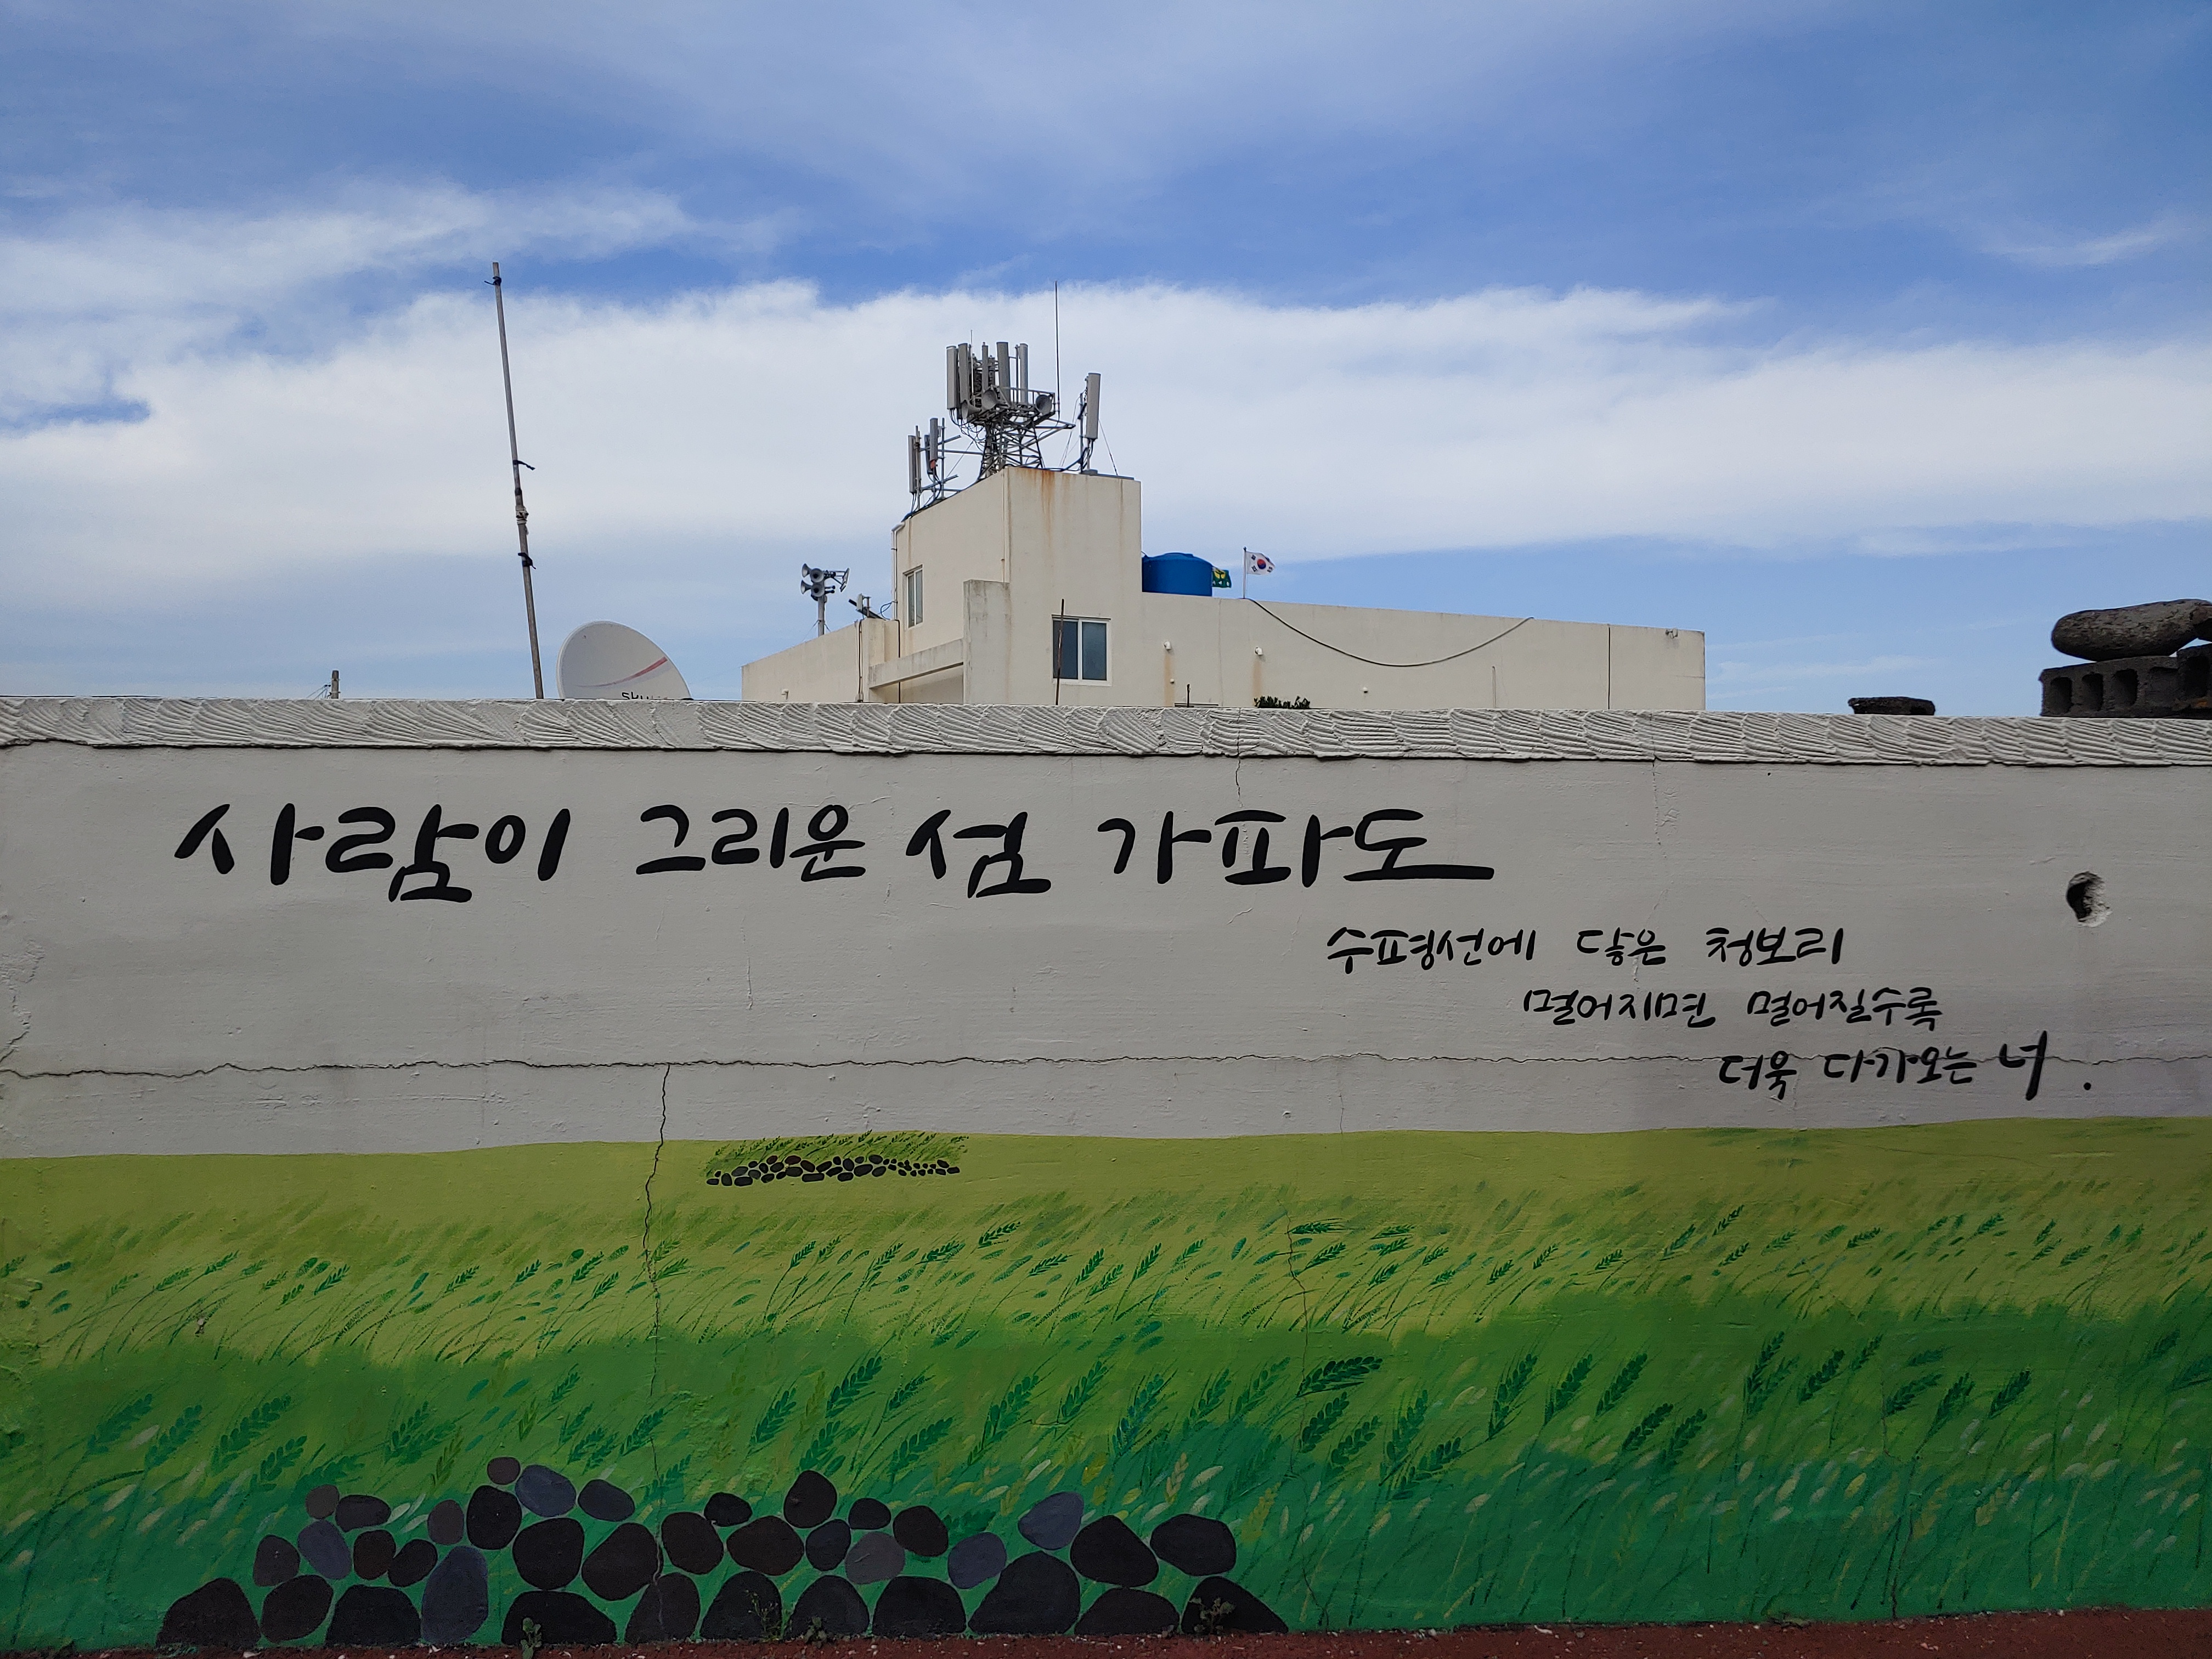 사람이 그리운 섬 가파도
수평선에 닿은 청보리
멀어지면 멀어질수록
더욱 다가오는 너.